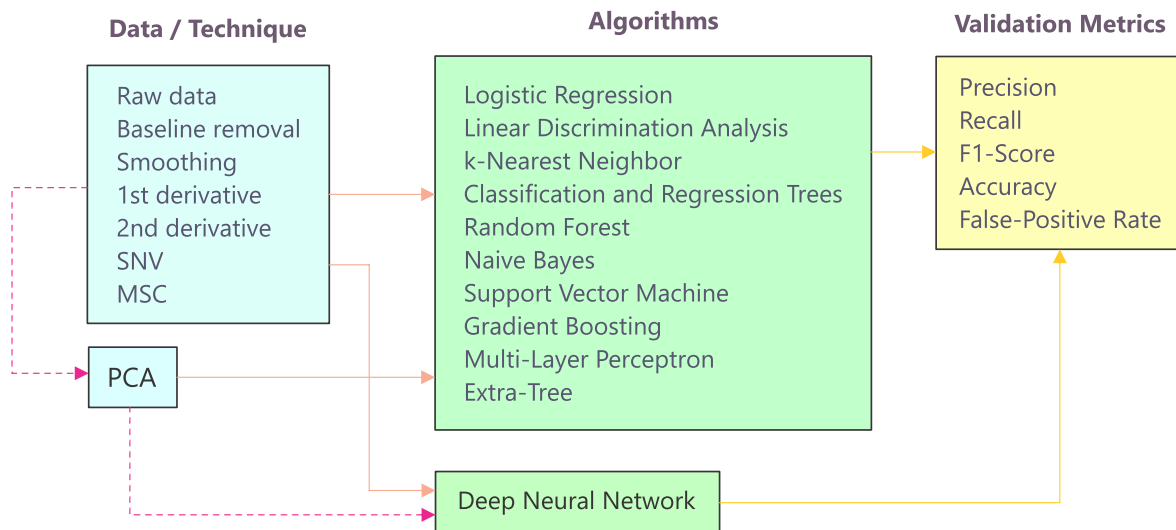 Data / Technique
Raw data
Baseline removal
Smoothing
1st derivative
2nd derivative
SNV
MSC
PCA
Algorithms
Logistic Regression
Linear Discrimination Analysis
k-Nearest Neighbor
Classification and Regression Trees
Random Forest
Naive Bayes
Support Vector Machine
Gradient Boosting
Multi-Layer Perceptron
Extra-Tree
Deep Neural Network
Validation Metrics
Precision
Recall
F1-Score
Accuracy
False-Positive Rate